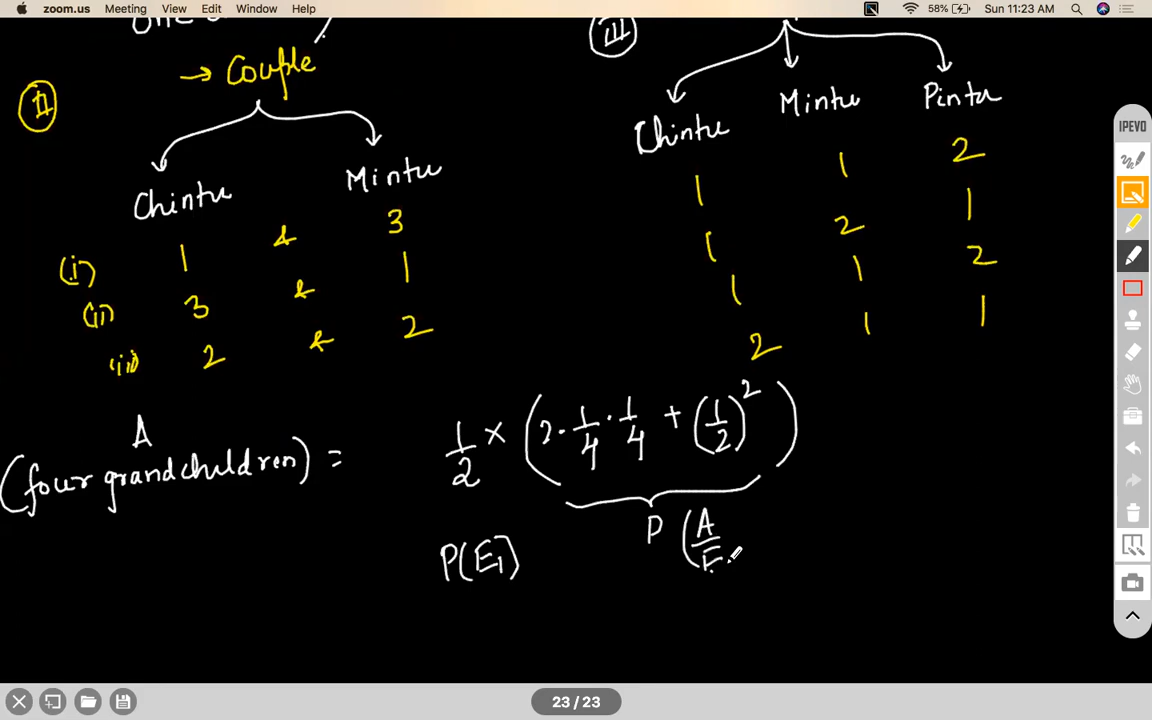 zoom.us Meeting View Edit Window Help 58% Sun 11:23 AM
One
→ Couple
II
Chintu Mintu
(i) 1 & 3
(ii) 3 & 1
(iii) 2 & 2
III
Chintu Mintu Pintu
1 1 2
1 2 1
1 1 2
2 1 1
A
(four grandchildren) = 1/2 × (2 · 1/4 · 1/4 + (1/2)^2)
P(E1) P(A/E
IPEVO
23 / 23